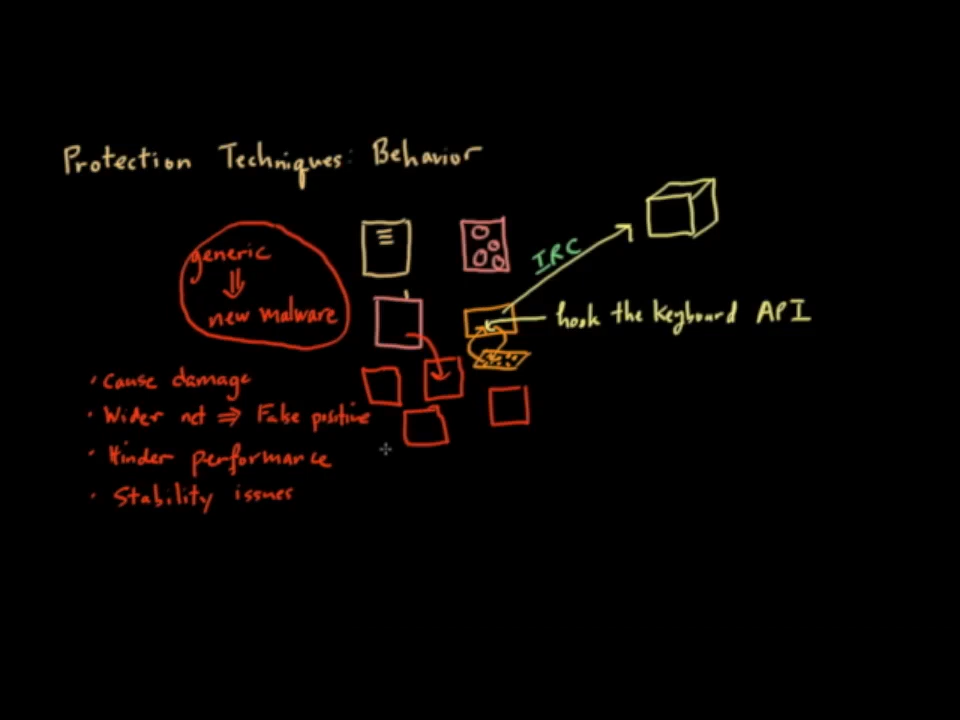 Protection Techniques: Behavior
generic
⇓
new malware
IRC
hook the keyboard API
• Cause damage
• Wider net ⇒ False positive
• Hinder performance
• Stability issues